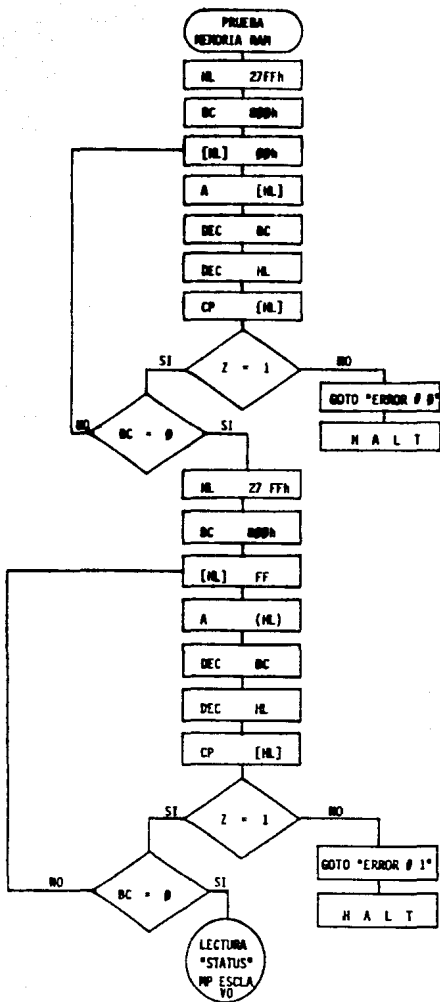 PRUEBA
MEMORIA RAM
HL 27FFh
BC 800h
[HL] 00h
A [HL]
DEC BC
DEC HL
CP [HL]
SI
Z = 1
NO
GOTO "ERROR # 0"
H A L T
NO
BC = 0
SI
HL 27 FFh
BC 800h
[HL] FF
A (HL)
DEC BC
DEC HL
CP [HL]
SI
Z = 1
NO
GOTO "ERROR # 1"
H A L T
NO
BC = 0
SI
LECTURA
"STATUS"
MP ESCLA
VO